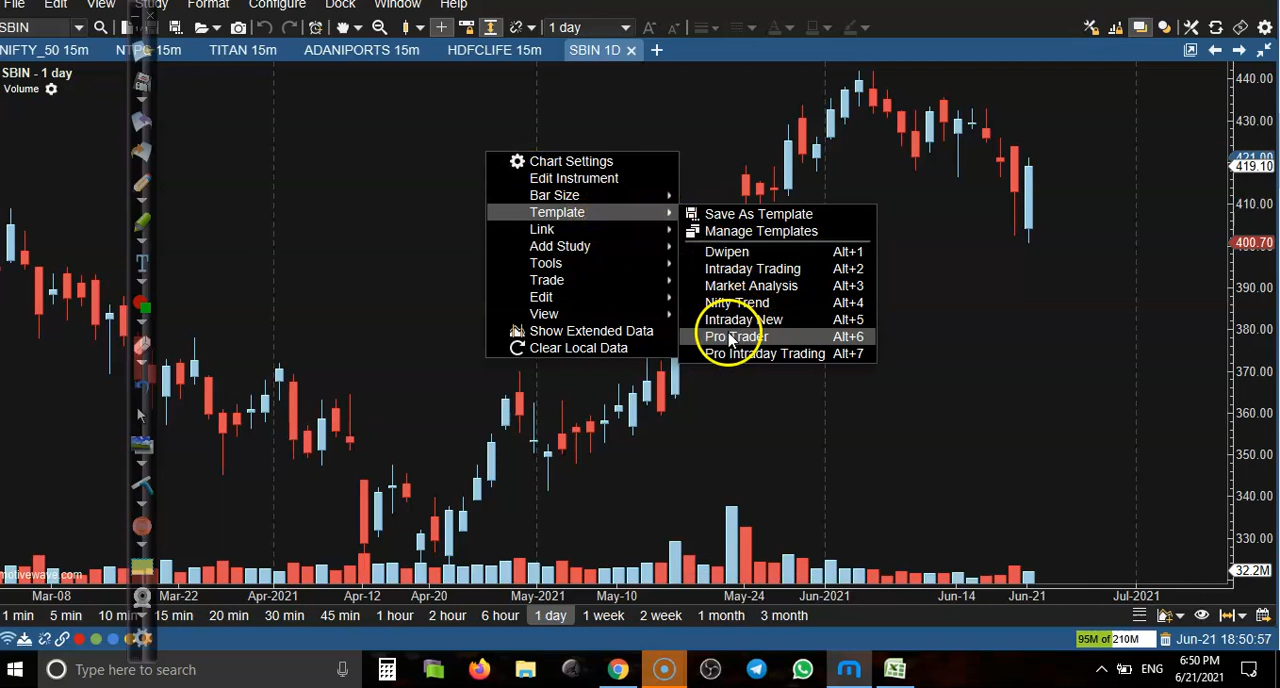 File Edit View Study Format Configure Dock Window Help
SBIN 1 day
NIFTY_50 15m NTPC 15m TITAN 15m ADANIPORTS 15m HDFCLIFE 15m SBIN 1D
SBIN - 1 day
Volume
440.00
430.00
421.00
419.10
410.00
400.70
380.00
370.00
360.00
350.00
340.00
330.00
32.2M
Chart Settings
Edit Instrument
Bar Size
Template
Link
Add Study
Tools
Trade
Edit
View
Show Extended Data
Clear Local Data
Save As Template
Manage Templates
Dwipen Alt+1
Intraday Trading Alt+2
Market Analysis Alt+3
Nifty Trend Alt+4
Intraday New Alt+5
Pro Trader Alt+6
Pro Intraday Trading Alt+7
motivewave.com
Mar-08 Mar-22 Apr-2021 Apr-12 Apr-20 May-2021 May-10 May-24 Jun-2021 Jun-14 Jun-21 Jul-2021
1 min 5 min 10 min 15 min 20 min 30 min 45 min 1 hour 2 hour 6 hour 1 day 1 week 2 week 1 month 3 month
95M of 210M Jun-21 18:50:57
Type here to search
ENG
6:50 PM
6/21/2021